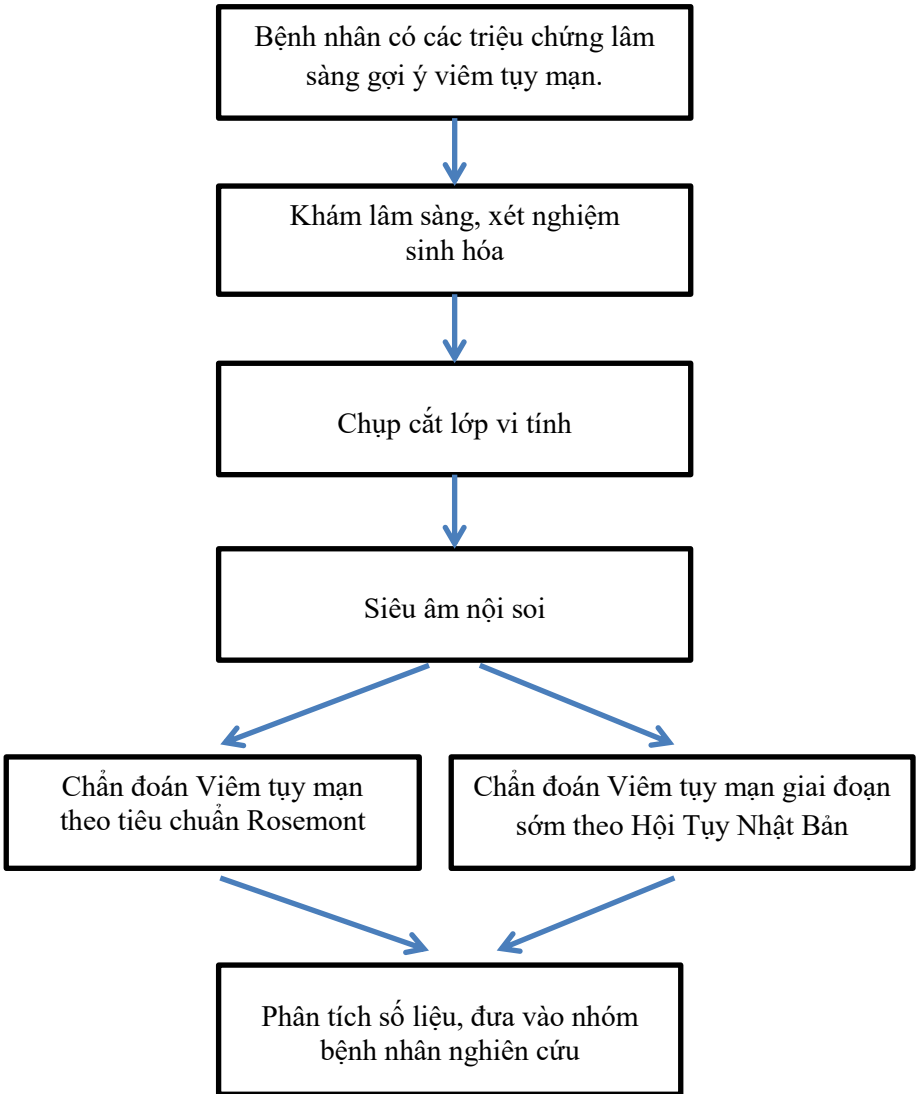 Bệnh nhân có các triệu chứng lâm
sàng gợi ý viêm tụy mạn.
Khám lâm sàng, xét nghiệm
sinh hóa
Chụp cắt lớp vi tính
Siêu âm nội soi
Chẩn đoán Viêm tụy mạn
theo tiêu chuẩn Rosemont
Chẩn đoán Viêm tụy mạn giai đoạn
sớm theo Hội Tụy Nhật Bản
Phân tích số liệu, đưa vào nhóm
bệnh nhân nghiên cứu